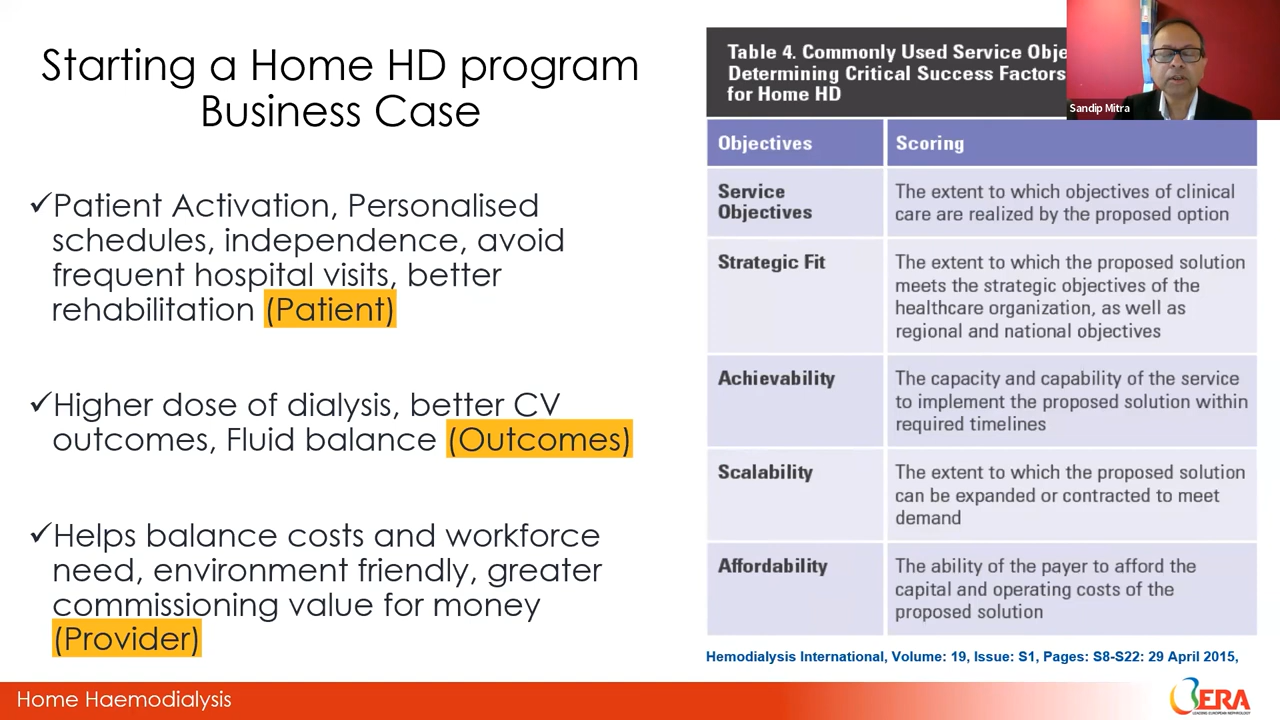 Starting a Home HD program
Business Case
✓Patient Activation, Personalised
schedules, independence, avoid
frequent hospital visits, better
rehabilitation (Patient)
✓Higher dose of dialysis, better CV
outcomes, Fluid balance (Outcomes)
✓Helps balance costs and workforce
need, environment friendly, greater
commissioning value for money
(Provider)
Table 4. Commonly Used Service
Determining Critical Success Factors
for Home HD
Sandip Mitra
Objectives Scoring
Service
Objectives
The extent to which objectives of clinical
care are realized by the proposed option
Strategic Fit
The extent to which the proposed solution
meets the strategic objectives of the
healthcare organization, as well as
regional and national objectives
Achievability
The capacity and capability of the service
to implement the proposed solution within
required timelines
Scalability
The extent to which the proposed solution
can be expanded or contracted to meet
demand
Affordability
The ability of the payer to afford the
capital and operating costs of the
proposed solution
Hemodialysis International, Volume: 19, Issue: S1, Pages: S8-S22: 29 April 2015,
Home Haemodialysis
ERA
LEADING EUROPEAN NEPHROLOGY